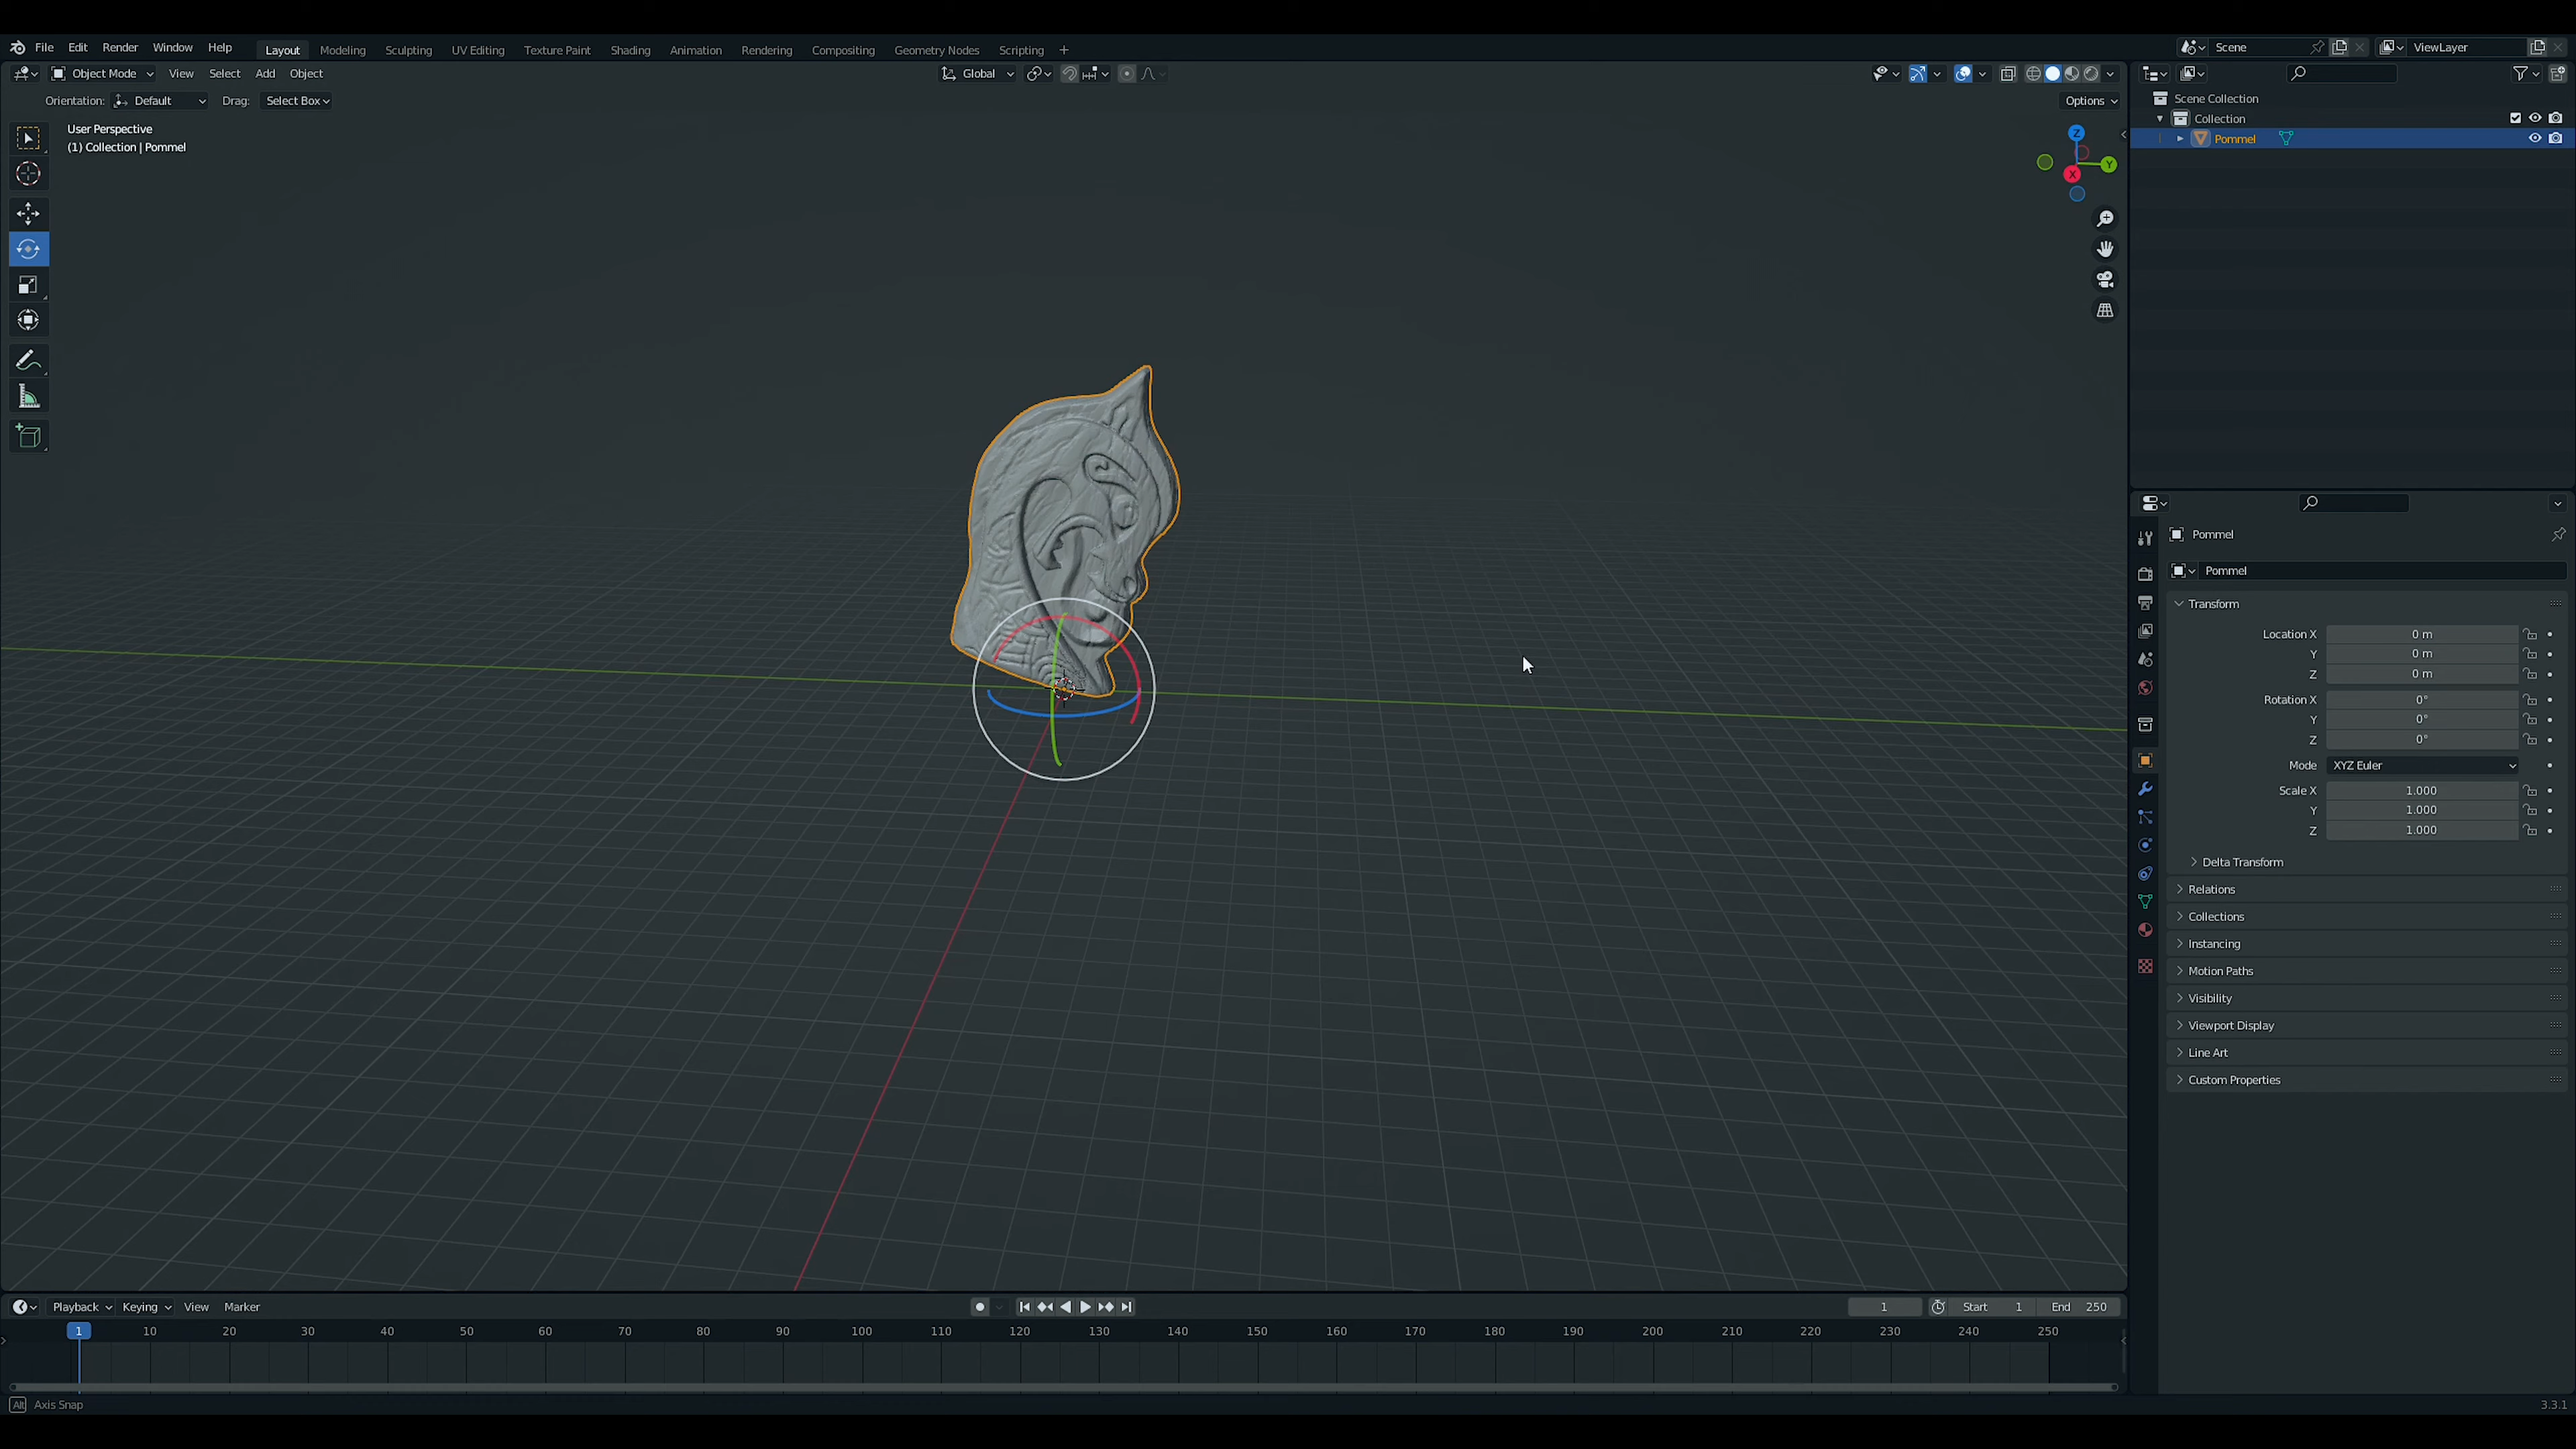 File Edit Render Window Help Layout Modeling Sculpting UV Editing Texture Paint Shading Animation Rendering Compositing Geometry Nodes Scripting + Scene ViewLayer
Object Mode View Select Add Object Global
Orientation: Default Drag: Select Box Options
User Perspective
(1) Collection | Pommel
Z
Y
X
Scene Collection
Collection
Pommel
Pommel
Pommel
Transform
Location X 0 m
Y 0 m
Z 0 m
Rotation X 0°
Y 0°
Z 0°
Mode XYZ Euler
Scale X 1.000
Y 1.000
Z 1.000
Delta Transform
Relations
Collections
Instancing
Motion Paths
Visibility
Viewport Display
Line Art
Custom Properties
Playback Keying View Marker 1 Start 1 End 250
1 10 20 30 40 50 60 70 80 90 100 110 120 130 140 150 160 170 180 190 200 210 220 230 240 250
Alt Axis Snap 3.3.1